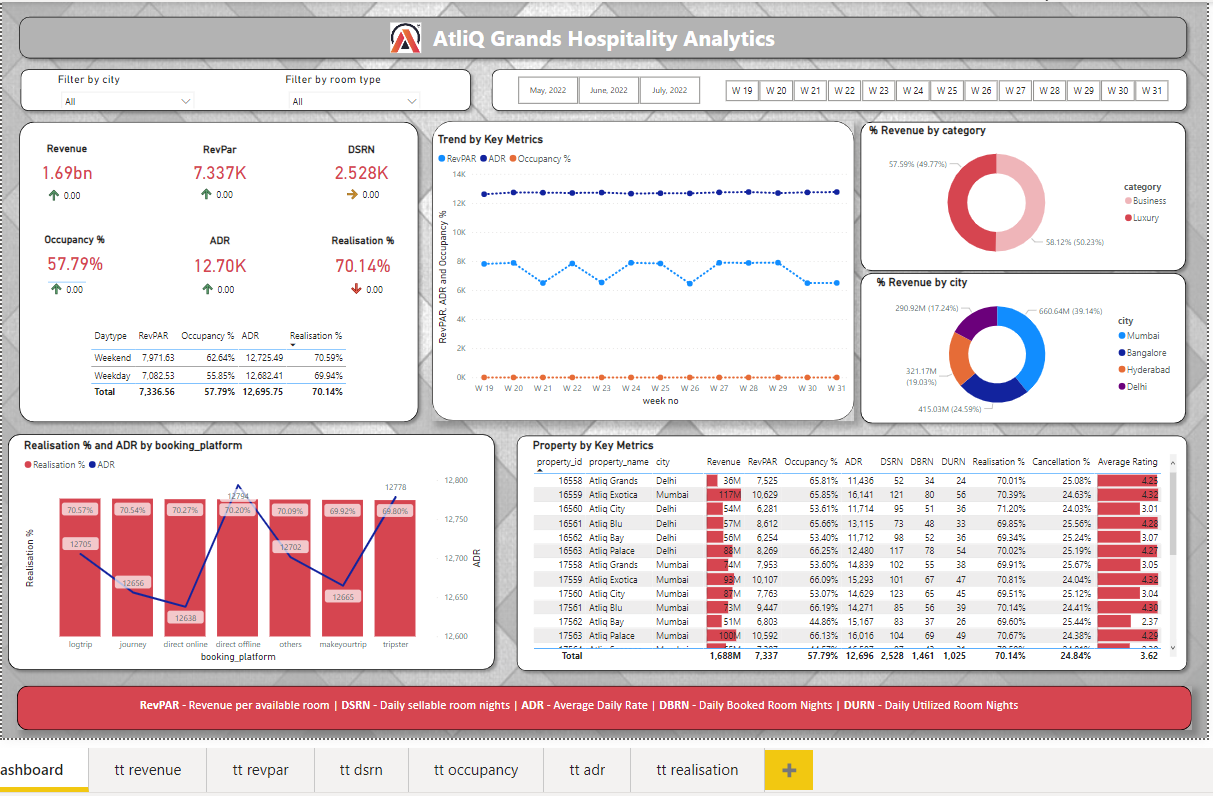 AtliQ Grands Hospitality Analytics
Filter by city
Filter by room type
All
All
May, 2022 June, 2022 July, 2022
W 19 W 20 W 21 W 22 W 23 W 24 W 25 W 26 W 27 W 28 W 29 W 30 W 31
Revenue
1.69bn
0.00
RevPar
7.337K
0.00
DSRN
2.528K
0.00
Occupancy %
57.79%
0.00
ADR
12.70K
0.00
Realisation %
70.14%
0.00
Daytype RevPAR Occupancy % ADR Realisation %
Weekend 7,971.63 62.64% 12,725.49 70.59%
Weekday 7,082.53 55.85% 12,682.41 69.94%
Total 7,336.56 57.79% 12,695.75 70.14%
Trend by Key Metrics
RevPAR ADR Occupancy %
RevPAR, ADR and Occupancy %
14K
12K
10K
8K
6K
4K
2K
0K
W 19 W 20 W 21 W 22 W 23 W 24 W 25 W 26 W 27 W 28 W 29 W 30 W 31
week no
% Revenue by category
57.59% (49.77%)
58.12% (50.23%)
category
Business
Luxury
% Revenue by city
290.92M (17.24%)
660.64M (39.14%)
321.17M
(19.03%)
415.03M (24.59%)
city
Mumbai
Bangalore
Hyderabad
Delhi
Realisation % and ADR by booking_platform
Realisation % ADR
Realisation %
70.57% 70.54% 70.27% 70.20% 70.09% 69.92% 69.80%
12705 12656 12638 12794 12702 12665 12778
12,800
12,750
12,700
12,650
12,600
ADR
logtrip journey direct online direct offline others makeyourtrip tripster
booking_platform
Property by Key Metrics
property_id property_name city Revenue RevPAR Occupancy % ADR DSRN DBRN DURN Realisation % Cancellation % Average Rating
16558 Atliq Grands Delhi 36M 7,525 65.81% 11,436 52 34 24 70.01% 25.08% 4.25
16559 Atliq Exotica Mumbai 117M 10,629 65.85% 16,141 121 80 56 70.39% 24.63% 4.32
16560 Atliq City Delhi 54M 6,281 53.61% 11,714 95 51 36 71.20% 24.03% 3.01
16561 Atliq Blu Delhi 57M 8,612 65.66% 13,115 73 48 33 69.85% 25.56% 4.28
16562 Atliq Bay Delhi 56M 6,254 53.40% 11,712 98 52 36 69.34% 25.24% 3.07
16563 Atliq Palace Delhi 88M 8,269 66.25% 12,480 117 78 54 70.02% 25.19% 4.27
17558 Atliq Grands Mumbai 74M 7,953 53.60% 14,839 102 55 38 69.91% 25.67% 3.05
17559 Atliq Exotica Mumbai 93M 10,107 66.09% 15,293 101 67 47 70.81% 24.04% 4.32
17560 Atliq City Mumbai 87M 7,763 53.07% 14,629 123 65 45 69.51% 25.12% 3.04
17561 Atliq Blu Mumbai 73M 9,447 66.19% 14,271 85 56 39 70.14% 24.41% 4.30
17562 Atliq Bay Mumbai 51M 6,803 44.86% 15,167 83 37 26 69.60% 25.44% 2.37
17563 Atliq Palace Mumbai 100M 10,592 66.13% 16,016 104 69 49 70.67% 24.38% 4.29
Total 1,688M 7,337 57.79% 12,696 2,528 1,461 1,025 70.14% 24.84% 3.62
RevPAR - Revenue per available room | DSRN - Daily sellable room nights | ADR - Average Daily Rate | DBRN - Daily Booked Room Nights | DURN - Daily Utilized Room Nights
ashboard tt revenue tt revpar tt dsrn tt occupancy tt adr tt realisation